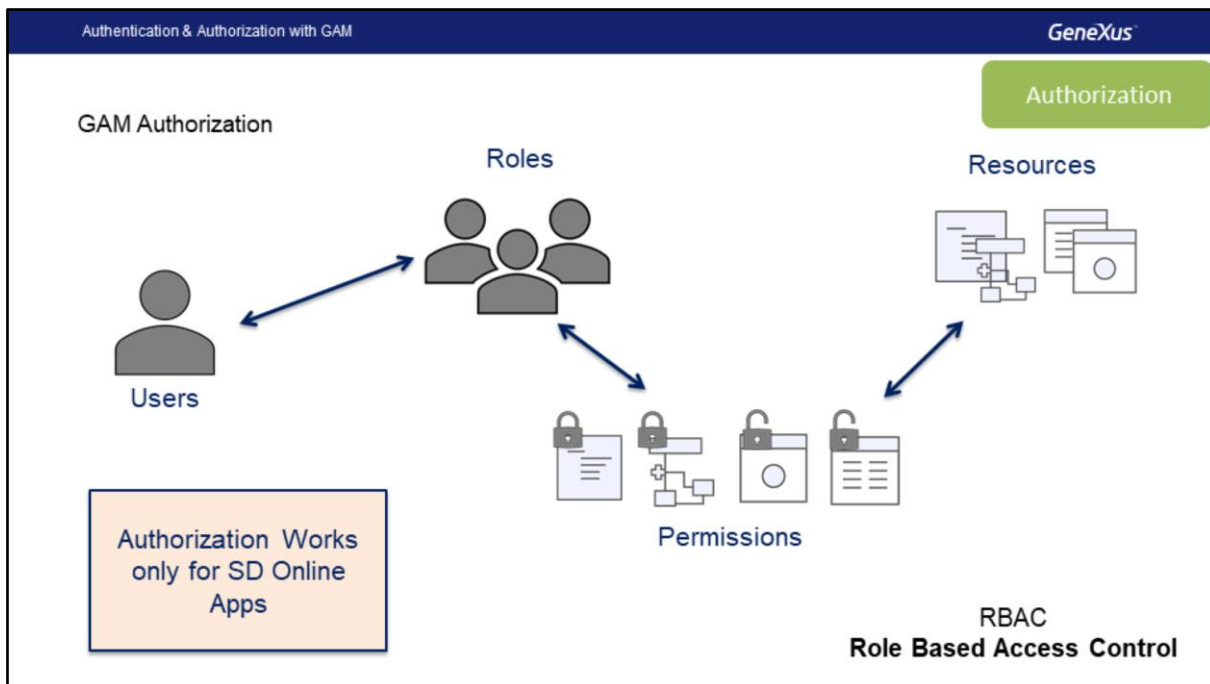 Authentication & Authorization with GAM
GeneXus™
Authorization
GAM Authorization
Roles
Resources
Users
Permissions
Authorization Works
only for SD Online
Apps
RBAC
Role Based Access Control